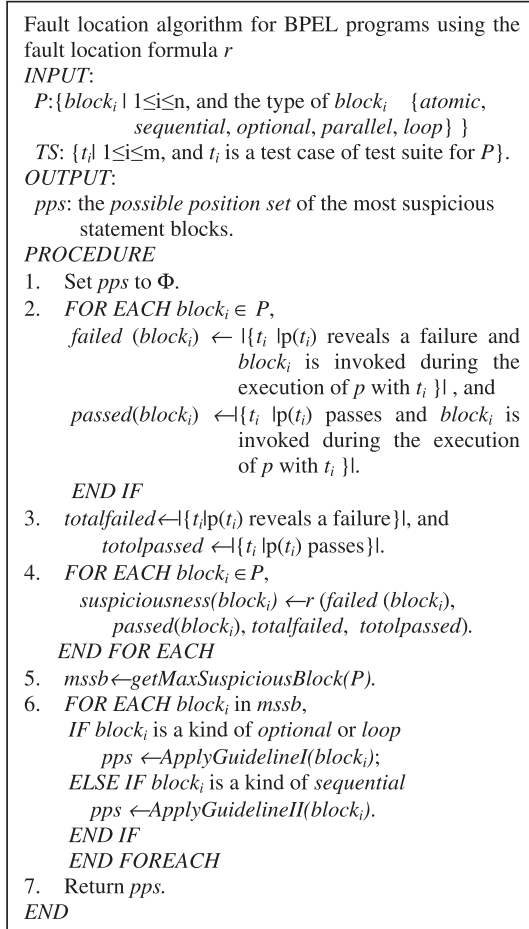 Fault location algorithm for BPEL programs using the
fault location formula r
INPUT:
P:{block_i | 1≤i≤n, and the type of block_i {atomic,
sequential, optional, parallel, loop} }
TS: {t_i| 1≤i≤m, and t_i is a test case of test suite for P}.
OUTPUT:
pps: the possible position set of the most suspicious
statement blocks.
PROCEDURE
1. Set pps to Φ.
2. FOR EACH block_i ∈ P,
failed (block_i) ← |{t_i |p(t_i) reveals a failure and
block_i is invoked during the
execution of p with t_i }| , and
passed(block_i) ←|{t_i |p(t_i) passes and block_i is
invoked during the execution
of p with t_i }|.
END IF
3. totalfailed←|{t_i|p(t_i) reveals a failure}|, and
totolpassed ←|{t_i |p(t_i) passes}|.
4. FOR EACH block_i ∈P,
suspiciousness(block_i) ←r (failed (block_i),
passed(block_i), totalfailed, totolpassed).
END FOR EACH
5. mssb←getMaxSuspiciousBlock(P).
6. FOR EACH block_i in mssb,
IF block_i is a kind of optional or loop
pps ←ApplyGuidelineI(block_i);
ELSE IF block_i is a kind of sequential
pps ←ApplyGuidelineII(block_i).
END IF
END FOREACH
7. Return pps.
END